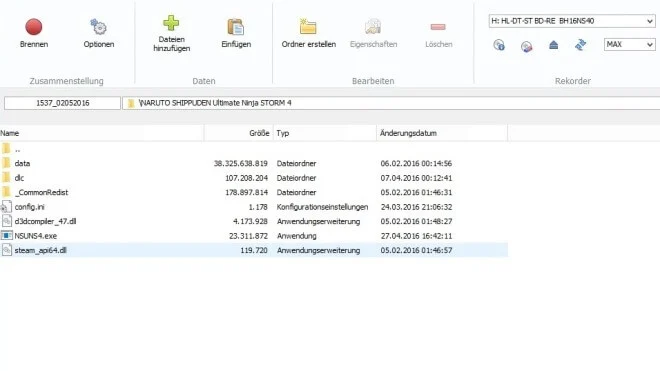 Brennen
Optionen
Dateien hinzufügen
Einfügen
Ordner erstellen
Eigenschaften
Löschen
H: HL-DT-ST BD-RE BH16NS40
MAX
Zusammenstellung
Daten
Bearbeiten
Rekorder
1537_02052016
\NARUTO SHIPPUDEN Ultimate Ninja STORM 4
Name Größe Typ Änderungsdatum
..
data 38.325.638.819 Dateiordner 06.02.2016 00:14:56
dlc 107.208.204 Dateiordner 07.04.2016 00:12:41
_CommonRedist 178.897.814 Dateiordner 05.02.2016 01:46:31
config.ini 1.178 Konfigurationseinstellungen 24.03.2016 21:06:32
d3dcompiler_47.dll 4.173.928 Anwendungserweiterung 05.02.2016 01:48:27
NSUNS4.exe 23.311.872 Anwendung 27.04.2016 16:42:11
steam_api64.dll 119.720 Anwendungserweiterung 05.02.2016 01:46:57